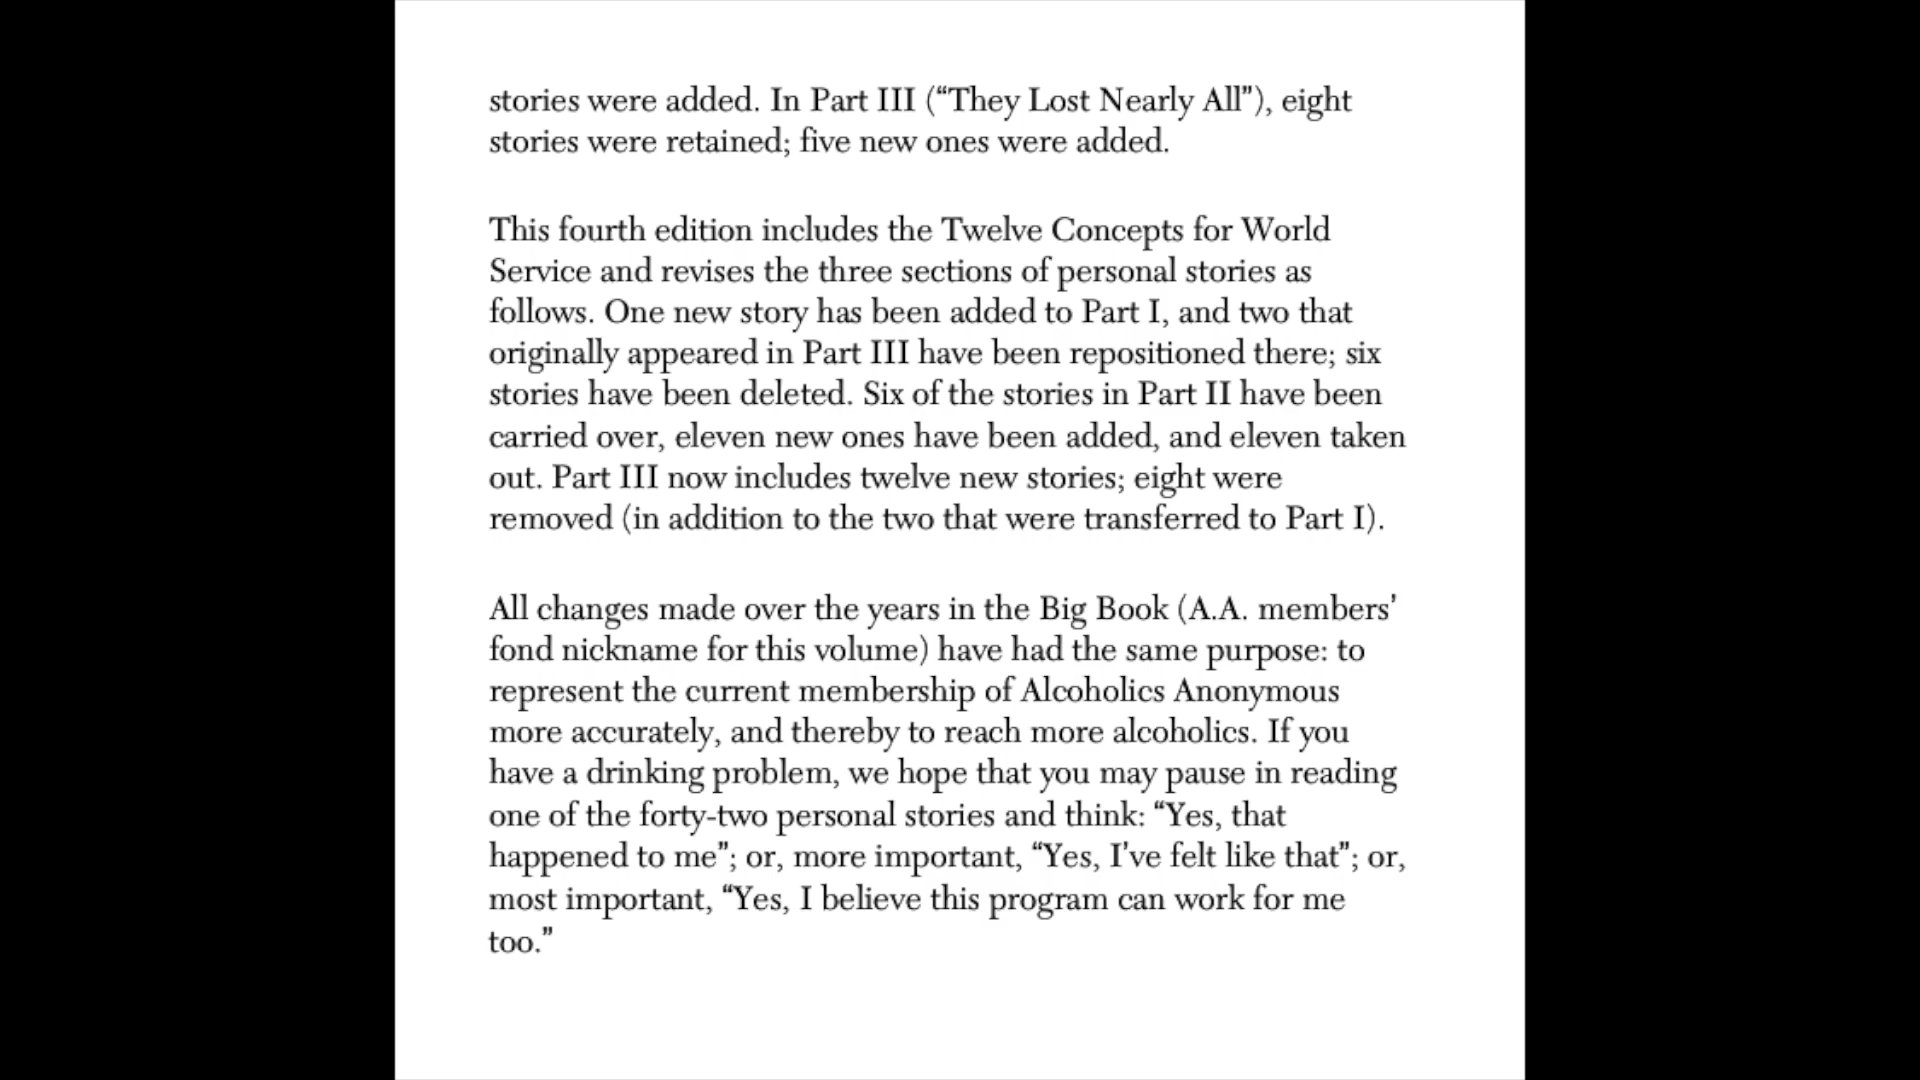 stories were added. In Part III (“They Lost Nearly All”), eight
stories were retained; five new ones were added.
This fourth edition includes the Twelve Concepts for World
Service and revises the three sections of personal stories as
follows. One new story has been added to Part I, and two that
originally appeared in Part III have been repositioned there; six
stories have been deleted. Six of the stories in Part II have been
carried over, eleven new ones have been added, and eleven taken
out. Part III now includes twelve new stories; eight were
removed (in addition to the two that were transferred to Part I).
All changes made over the years in the Big Book (A.A. members’
fond nickname for this volume) have had the same purpose: to
represent the current membership of Alcoholics Anonymous
more accurately, and thereby to reach more alcoholics. If you
have a drinking problem, we hope that you may pause in reading
one of the forty-two personal stories and think: “Yes, that
happened to me”; or, more important, “Yes, I’ve felt like that”; or,
most important, “Yes, I believe this program can work for me
too.”